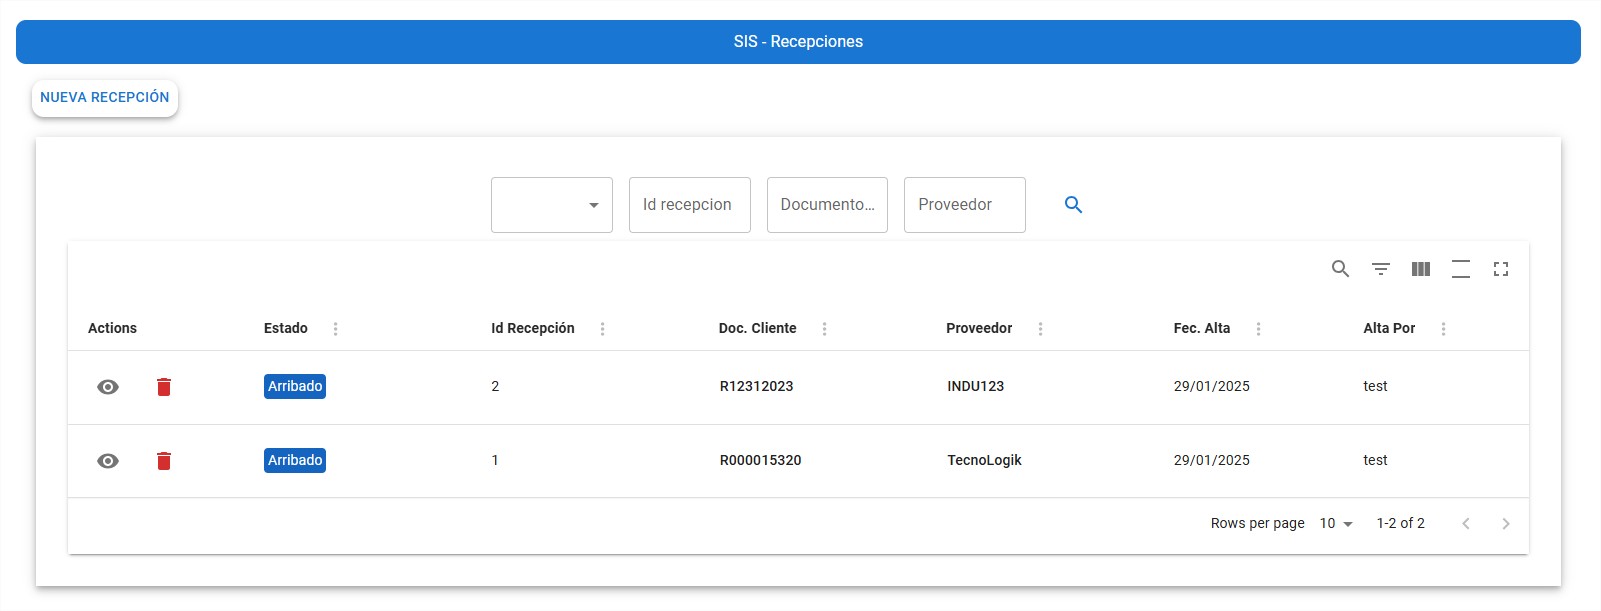 SIS - Recepciones
NUEVA RECEPCIÓN
Id recepcion Documento... Proveedor
Actions Estado Id Recepción Doc. Cliente Proveedor Fec. Alta Alta Por
Arribado 2 R12312023 INDU123 29/01/2025 test
Arribado 1 R000015320 TecnoLogik 29/01/2025 test
Rows per page 10 1-2 of 2